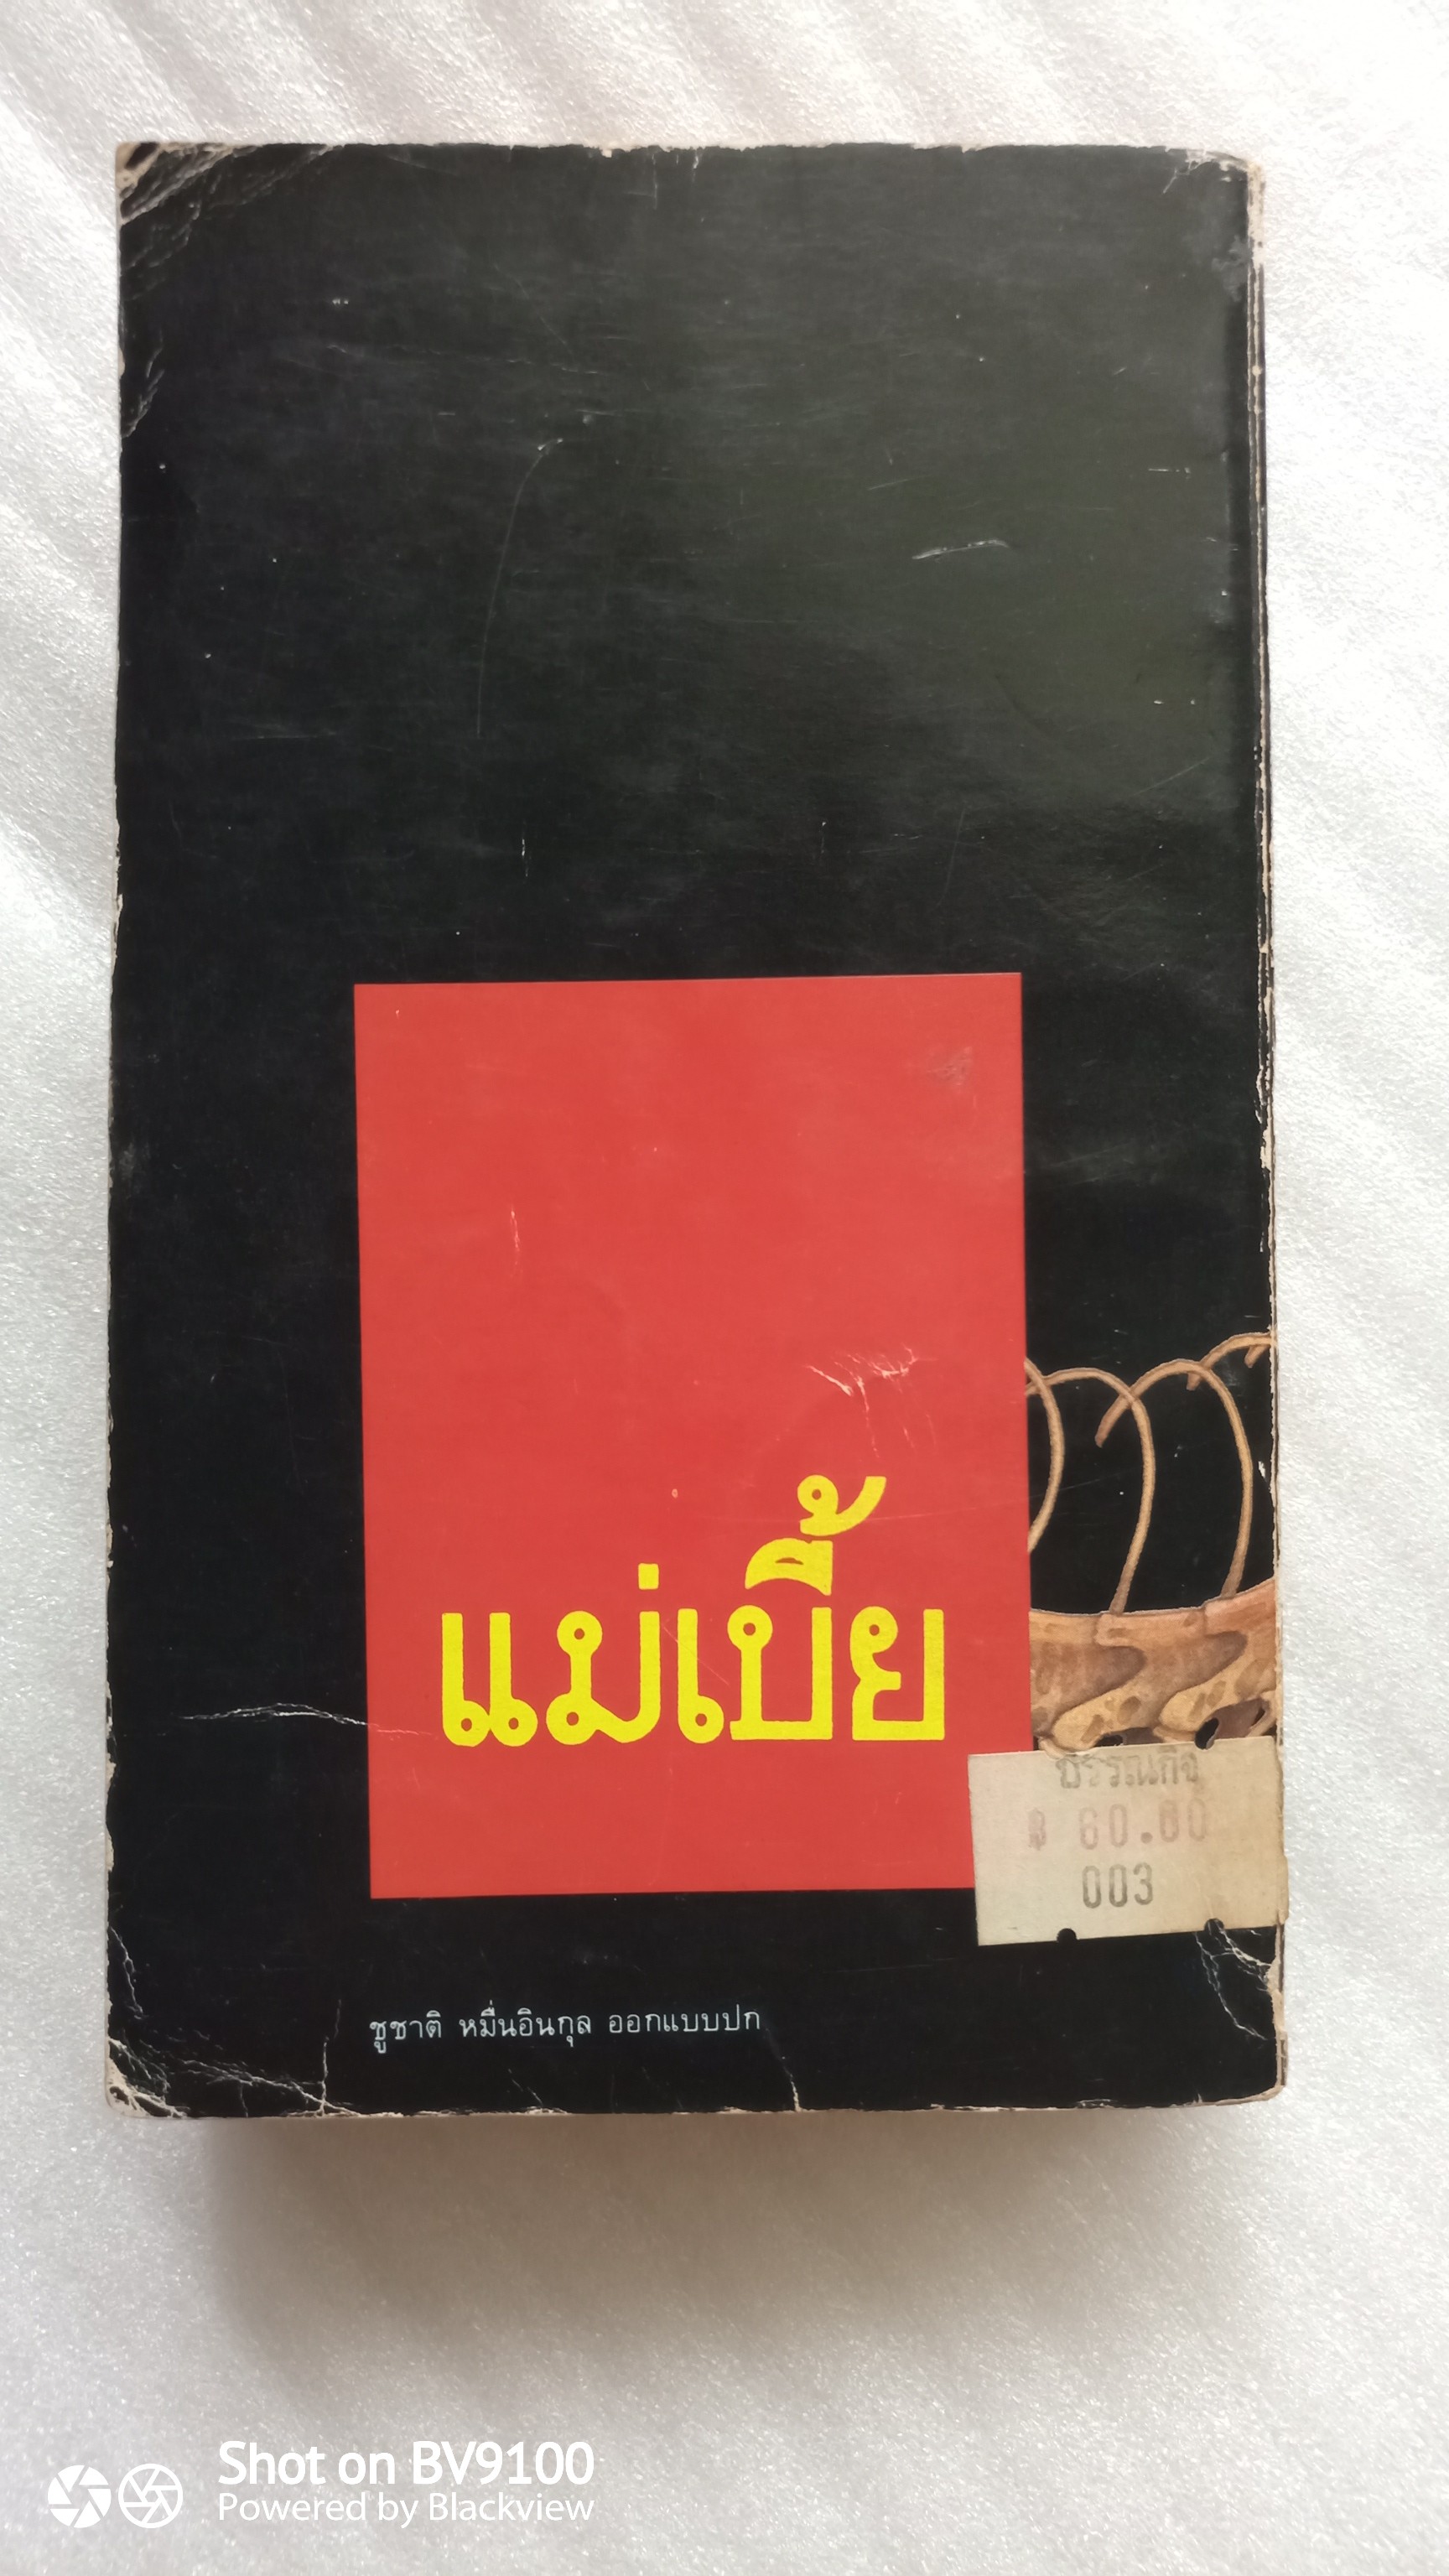 แม่เบี้ย
บรรณกิจ
฿ 60.00
003
ชูชาติ หมื่นอินกุล ออกแบบปก
Shot on BV9100
Powered by Blackview